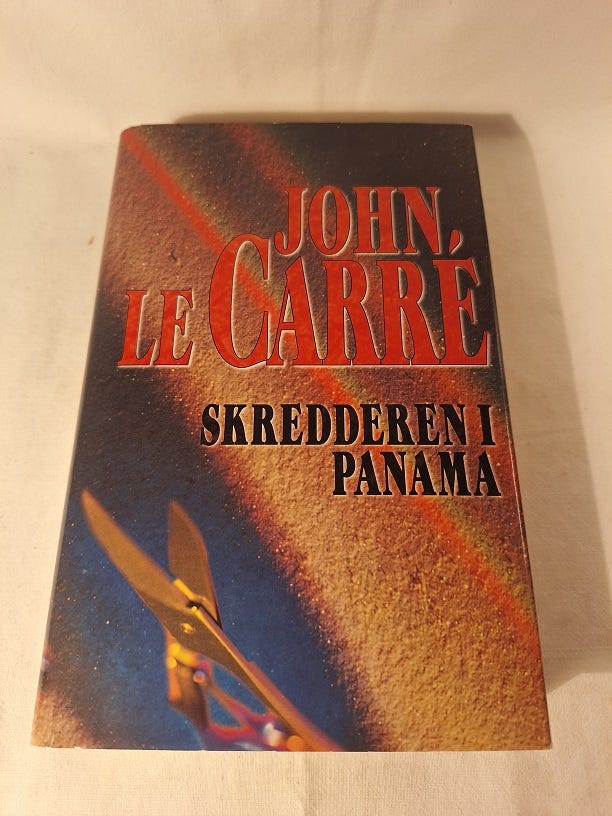 JOHN
LE CARRÉ
SKREDDEREN I
PANAMA